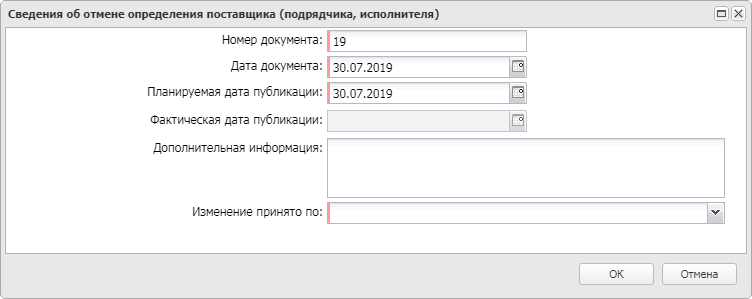 Сведения об отмене определения поставщика (подрядчика, исполнителя)
Номер документа: 19
Дата документа: 30.07.2019
Планируемая дата публикации: 30.07.2019
Фактическая дата публикации:
Дополнительная информация:
Изменение принято по:
OK Отмена